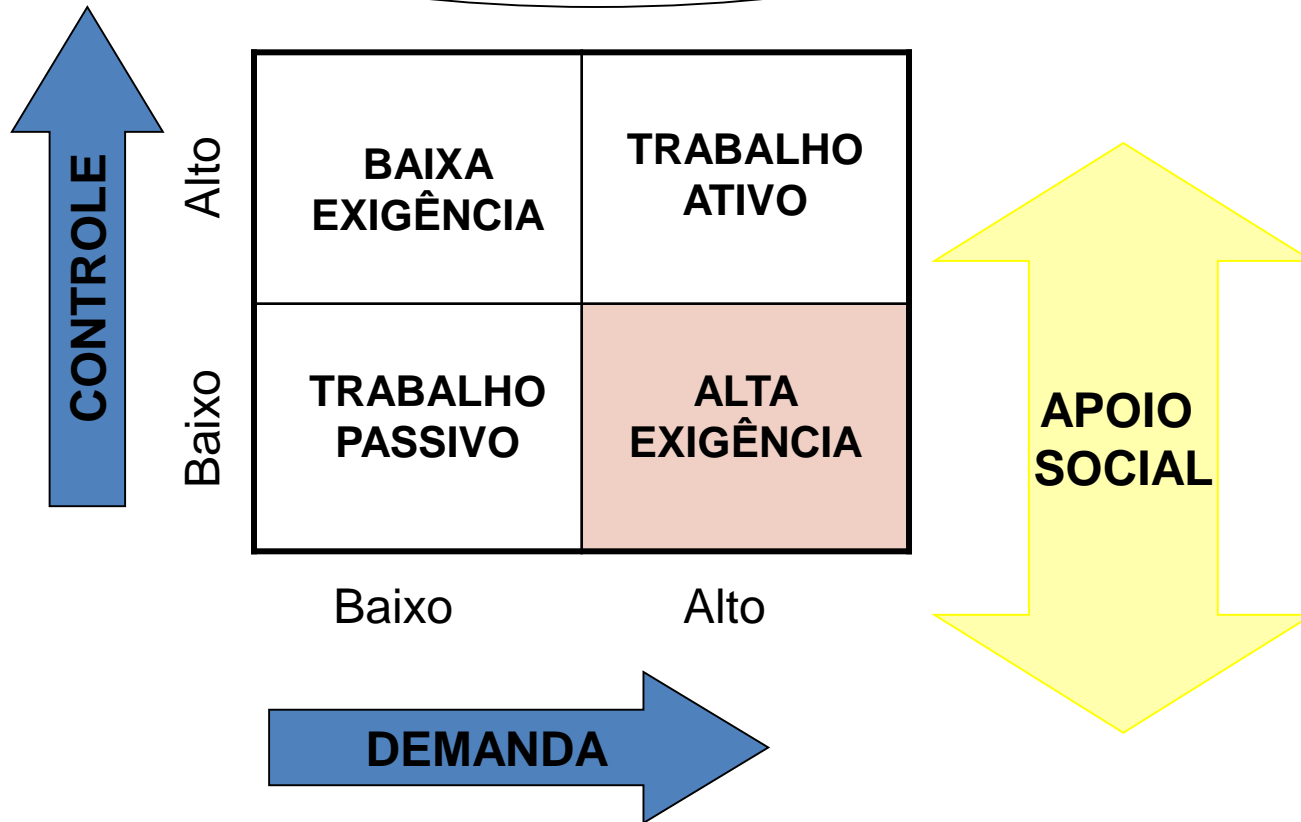 CONTROLE
Alto
Baixo
BAIXA
EXIGÊNCIA
TRABALHO
ATIVO
TRABALHO
PASSIVO
ALTA
EXIGÊNCIA
APOIO
SOCIAL
Baixo
Alto
DEMANDA